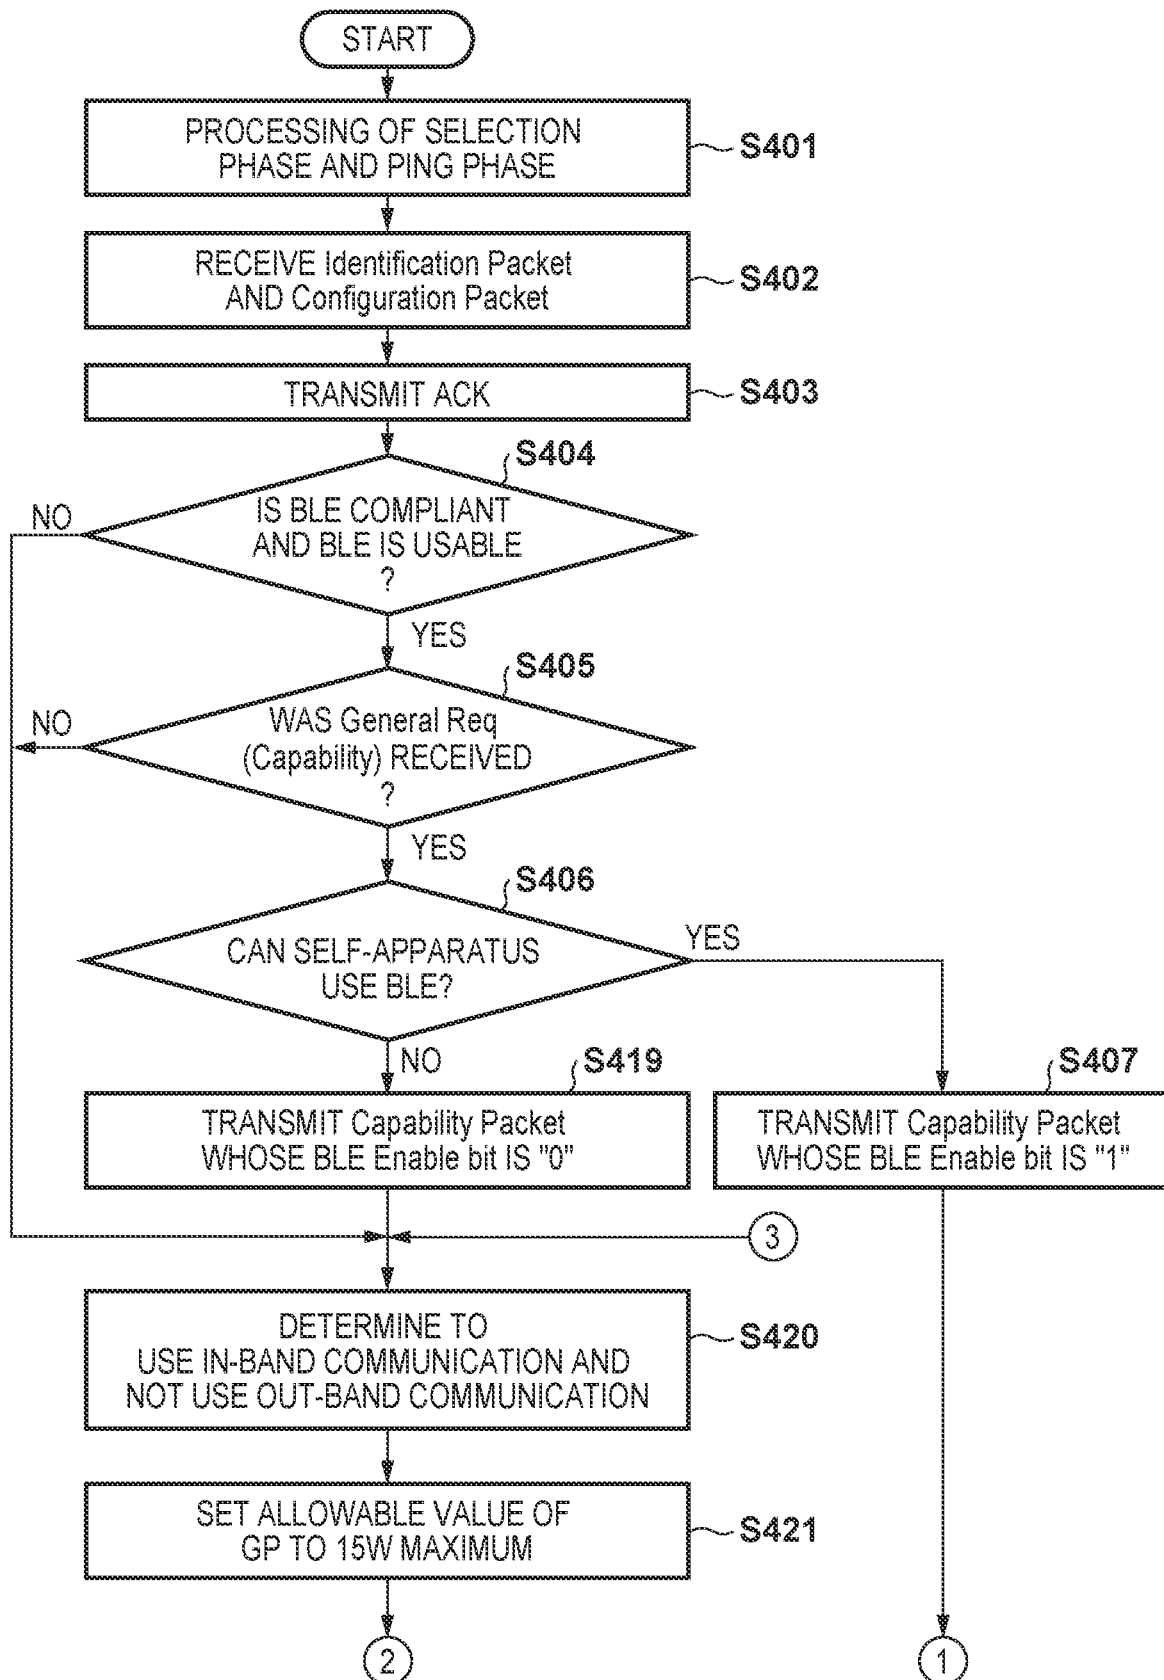 START
PROCESSING OF SELECTION
PHASE AND PING PHASE
S401
RECEIVE Identification Packet
AND Configuration Packet
S402
TRANSMIT ACK
S403
S404
IS BLE COMPLIANT
AND BLE IS USABLE
?
NO
YES
S405
WAS General Req
(Capability) RECEIVED
?
NO
YES
S406
CAN SELF-APPARATUS
USE BLE?
YES
NO
S419
TRANSMIT Capability Packet
WHOSE BLE Enable bit IS "0"
S407
TRANSMIT Capability Packet
WHOSE BLE Enable bit IS "1"
3
DETERMINE TO
USE IN-BAND COMMUNICATION AND
NOT USE OUT-BAND COMMUNICATION
S420
SET ALLOWABLE VALUE OF
GP TO 15W MAXIMUM
S421
2
1